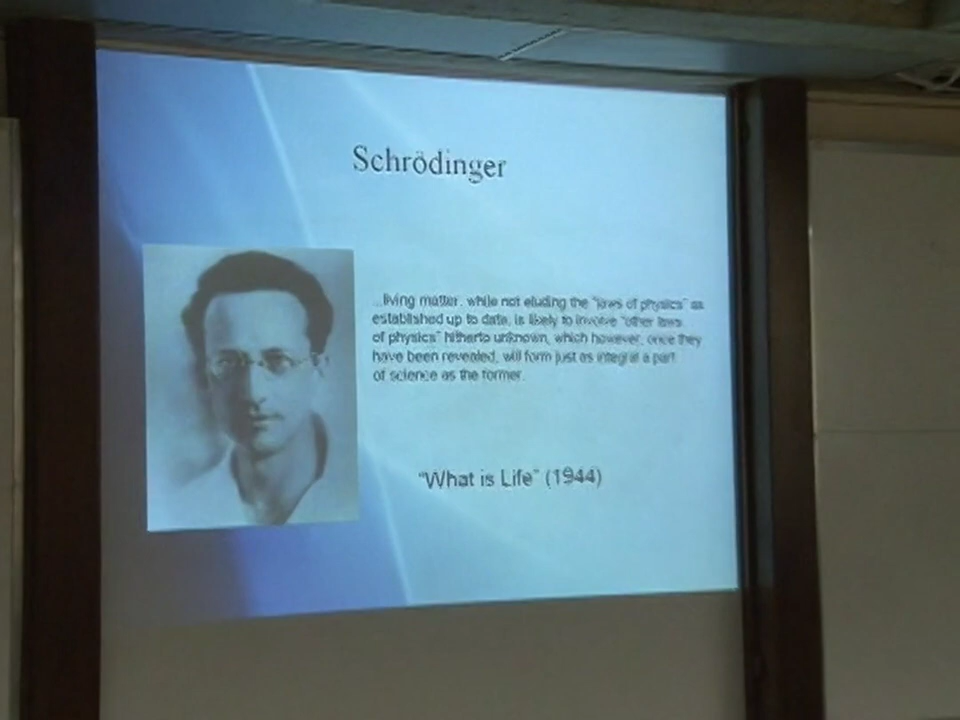 Schrödinger
...living matter, while not eluding the "laws of physics" as
established up to date, is likely to involve "other laws
of physics" hitherto unknown, which however, once they
have been revealed, will form just as integral a part
of science as the former.
"What is Life" (1944)